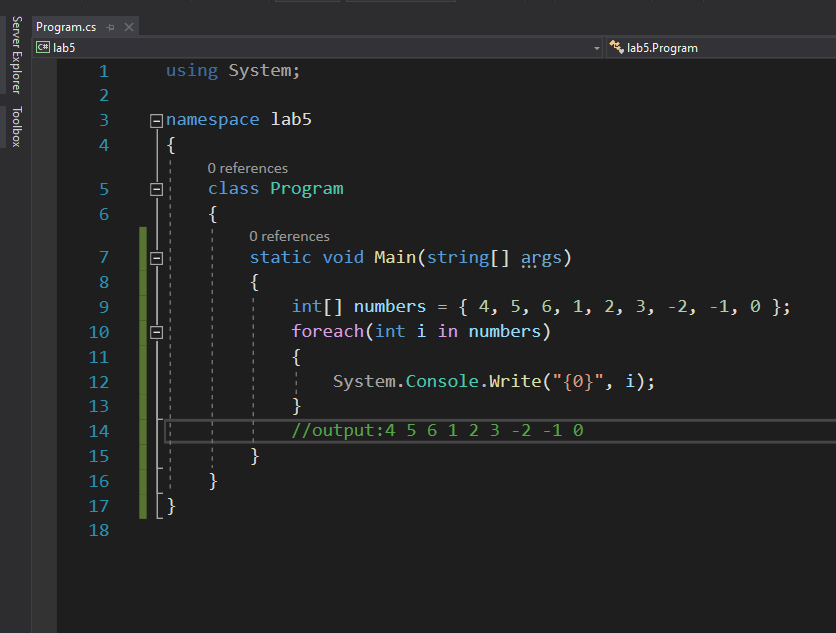 Server Explorer
Toolbox
Program.cs
C# lab5
lab5.Program
1 using System;
2
3 namespace lab5
4 {
0 references
5 class Program
6 {
0 references
7 static void Main(string[] args)
8 {
9 int[] numbers = { 4, 5, 6, 1, 2, 3, -2, -1, 0 };
10 foreach(int i in numbers)
11 {
12 System.Console.Write("{0}", i);
13 }
14 //output:4 5 6 1 2 3 -2 -1 0
15 }
16 }
17 }
18